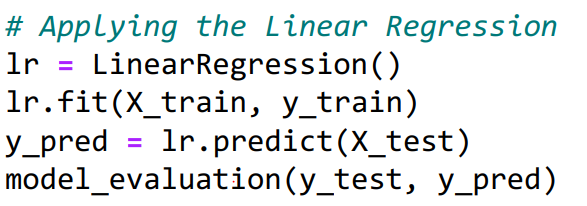 # Applying the Linear Regression
lr = LinearRegression()
lr.fit(X_train, y_train)
y_pred = lr.predict(X_test)
model_evaluation(y_test, y_pred)